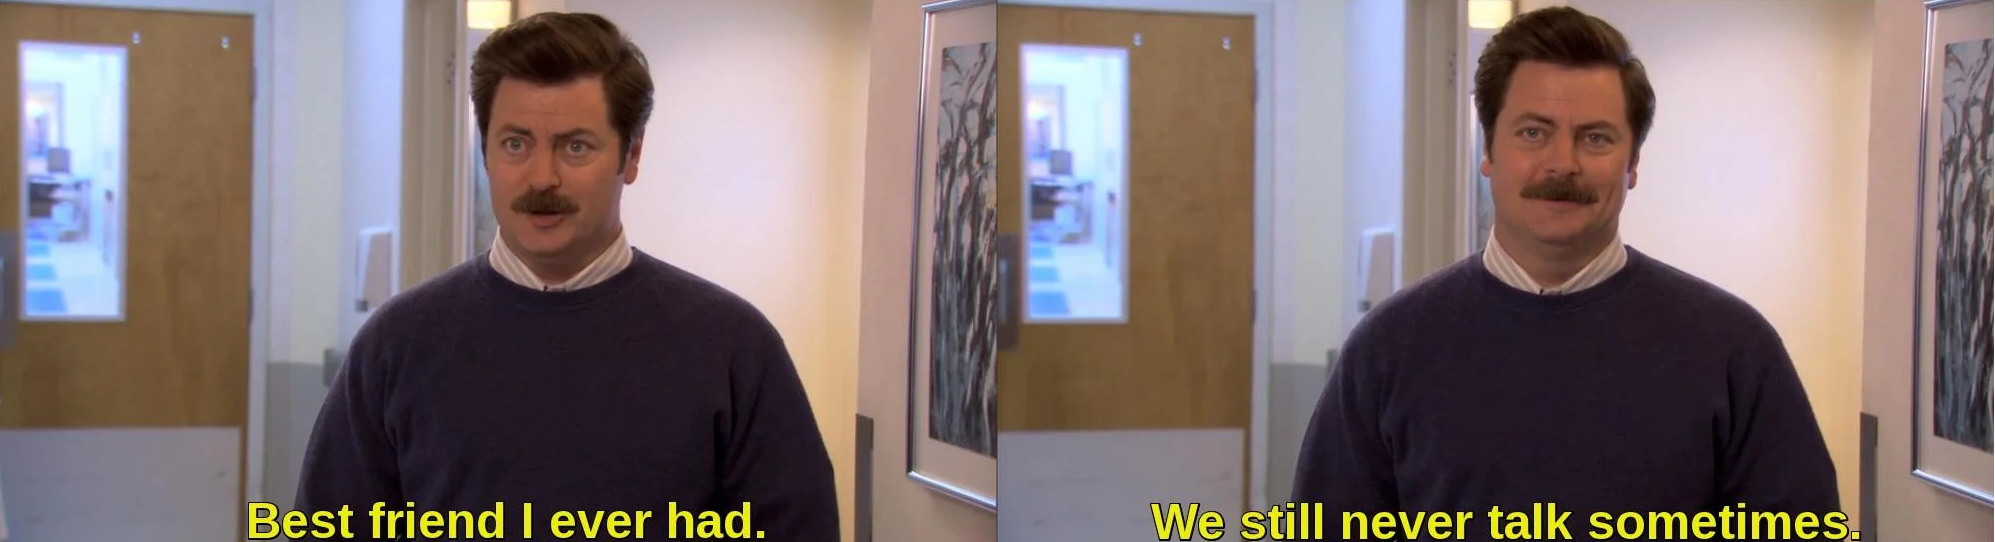 Best friend I ever had.
We still never talk sometimes.